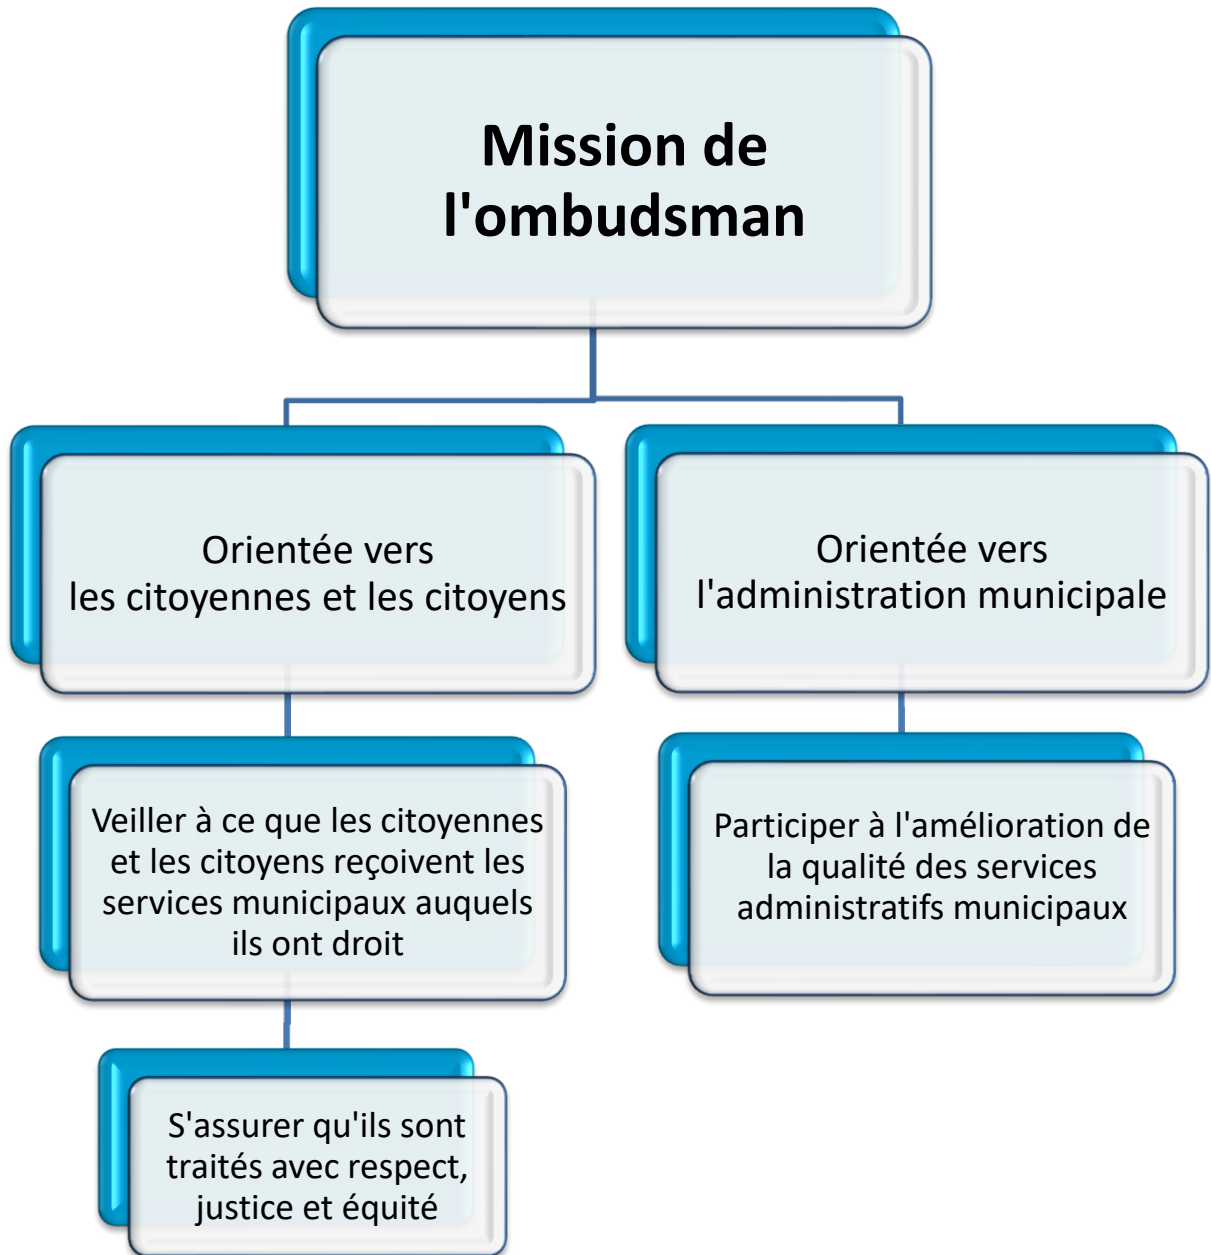 Mission de
l'ombudsman
Orientée vers
les citoyennes et les citoyens
Orientée vers
l'administration municipale
Veiller à ce que les citoyennes
et les citoyens reçoivent les
services municipaux auquels
ils ont droit
Participer à l'amélioration de
la qualité des services
administratifs municipaux
S'assurer qu'ils sont
traités avec respect,
justice et équité